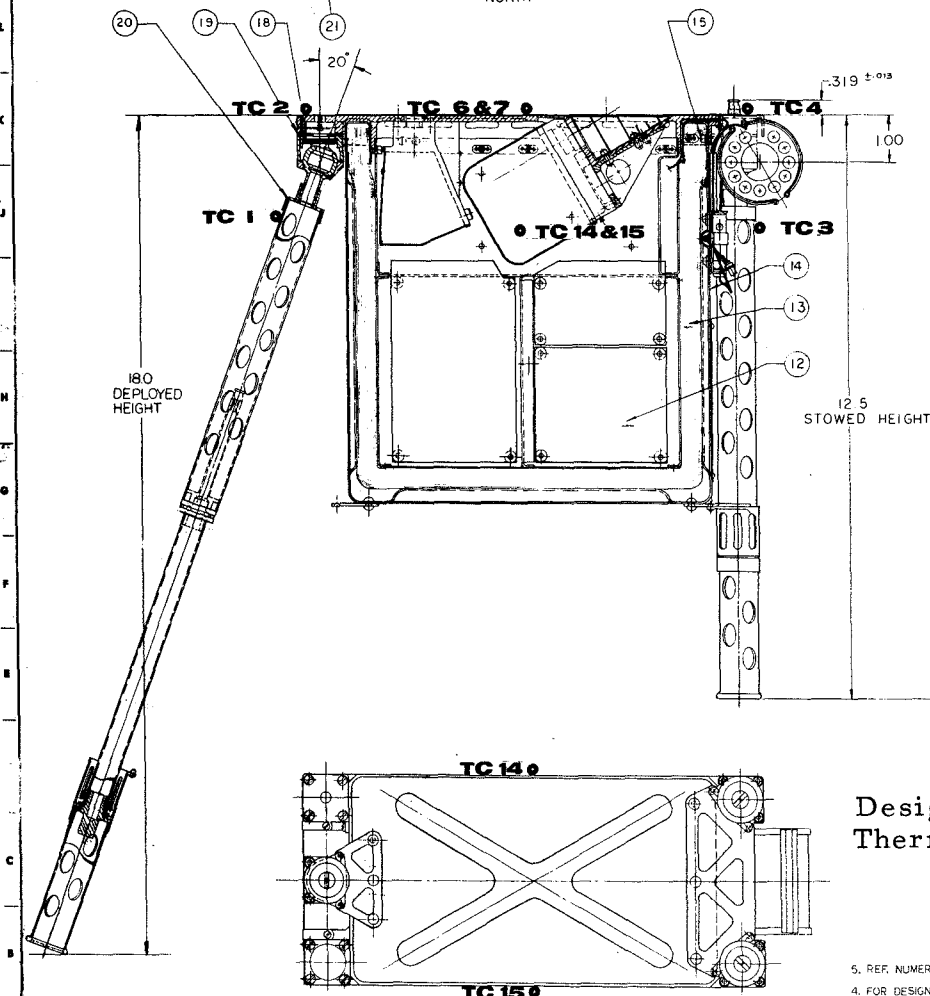 NORTH
20
19
18
21
15
20°
.319 ±.013
TC 2
TC 6 & 7
TC 4
1.00
TC 1
TC 14 & 15
TC 3
14
13
12
18.0
DEPLOYED
HEIGHT
12.5
STOWED HEIGHT
L
K
J
H
G
F
E
C
B
TC 14
Desig
Therr
TC 15
5. REF. NUMER
4. FOR DESIGN